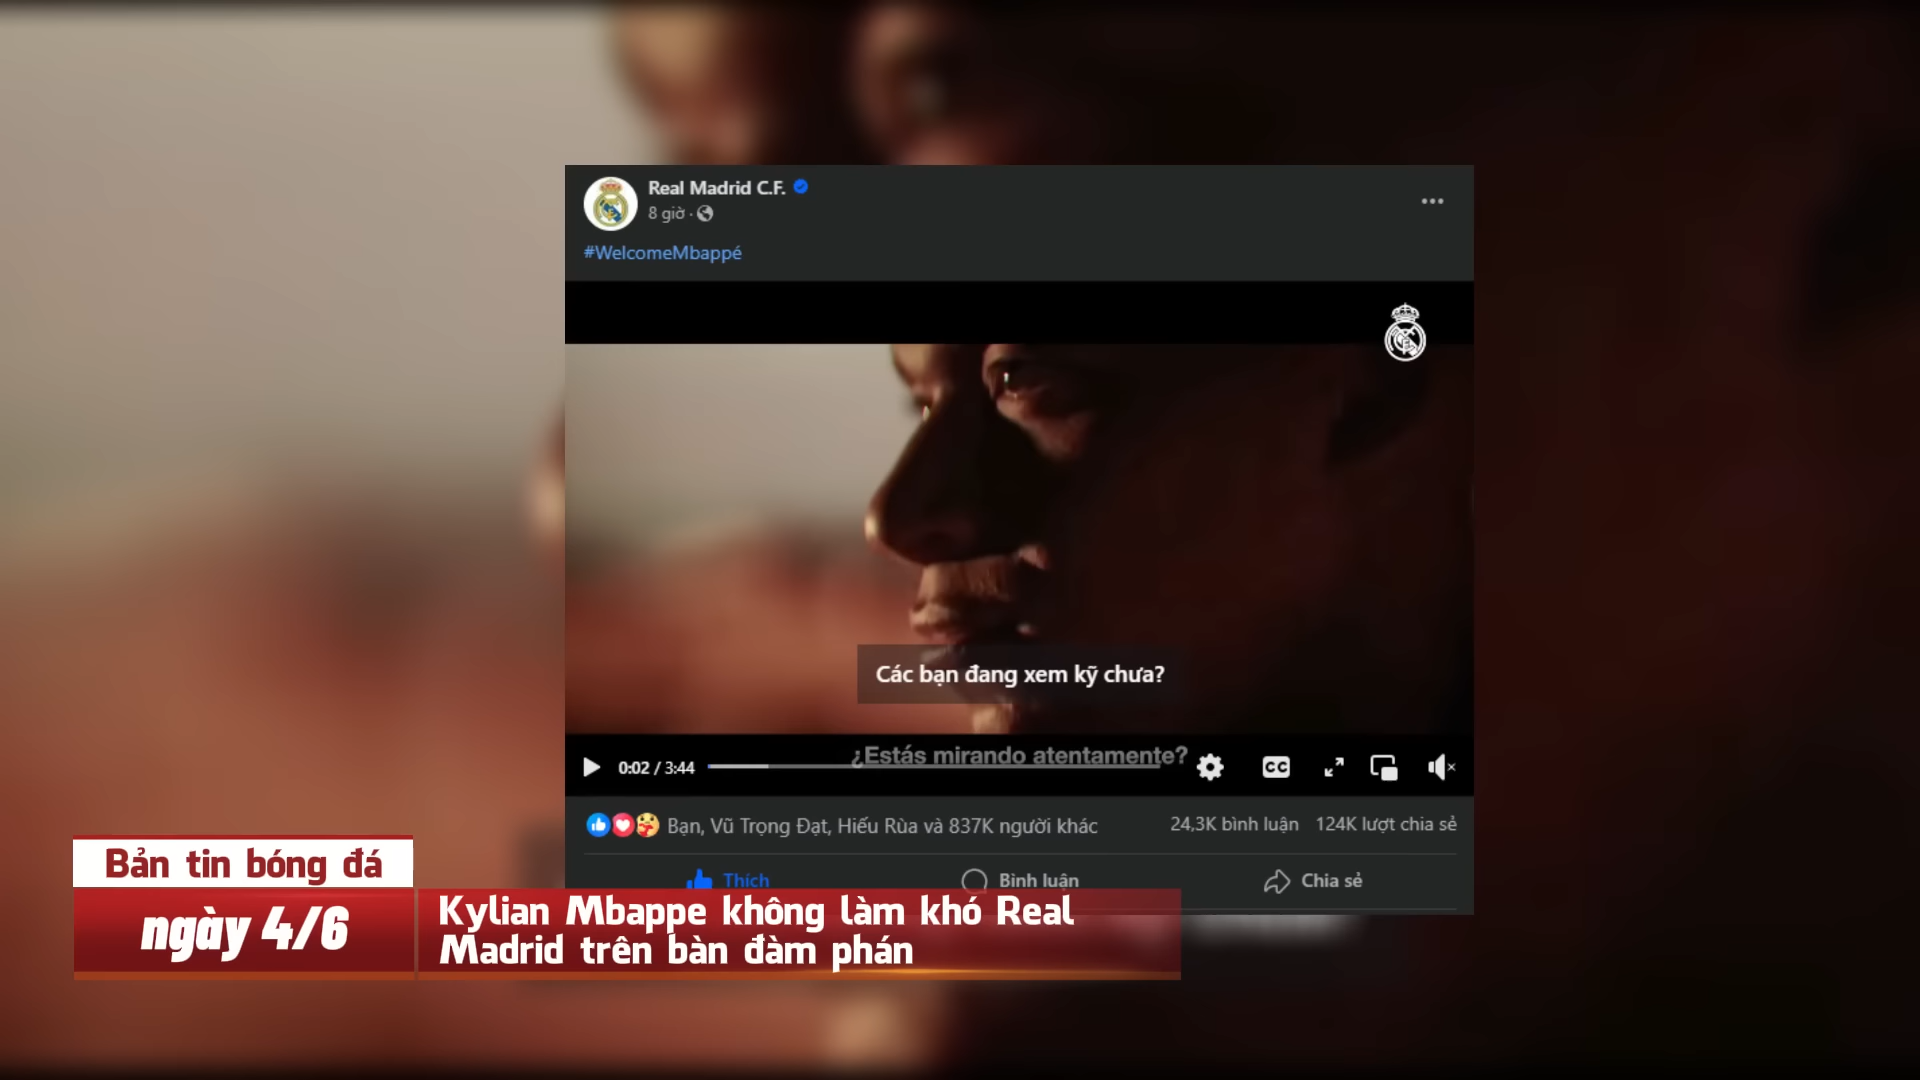 Real Madrid C.F.
8 giờ ·
#WelcomeMbappé
Các bạn đang xem kỹ chưa?
¿Estás mirando atentamente?
0:02 / 3:44
CC
Bạn, Vũ Trọng Đạt, Hiếu Rùa và 837K người khác
24,3K bình luận 124K lượt chia sẻ
Thích Bình luận Chia sẻ
Bản tin bóng đá
ngày 4/6
Kylian Mbappe không làm khó Real
Madrid trên bàn đàm phán